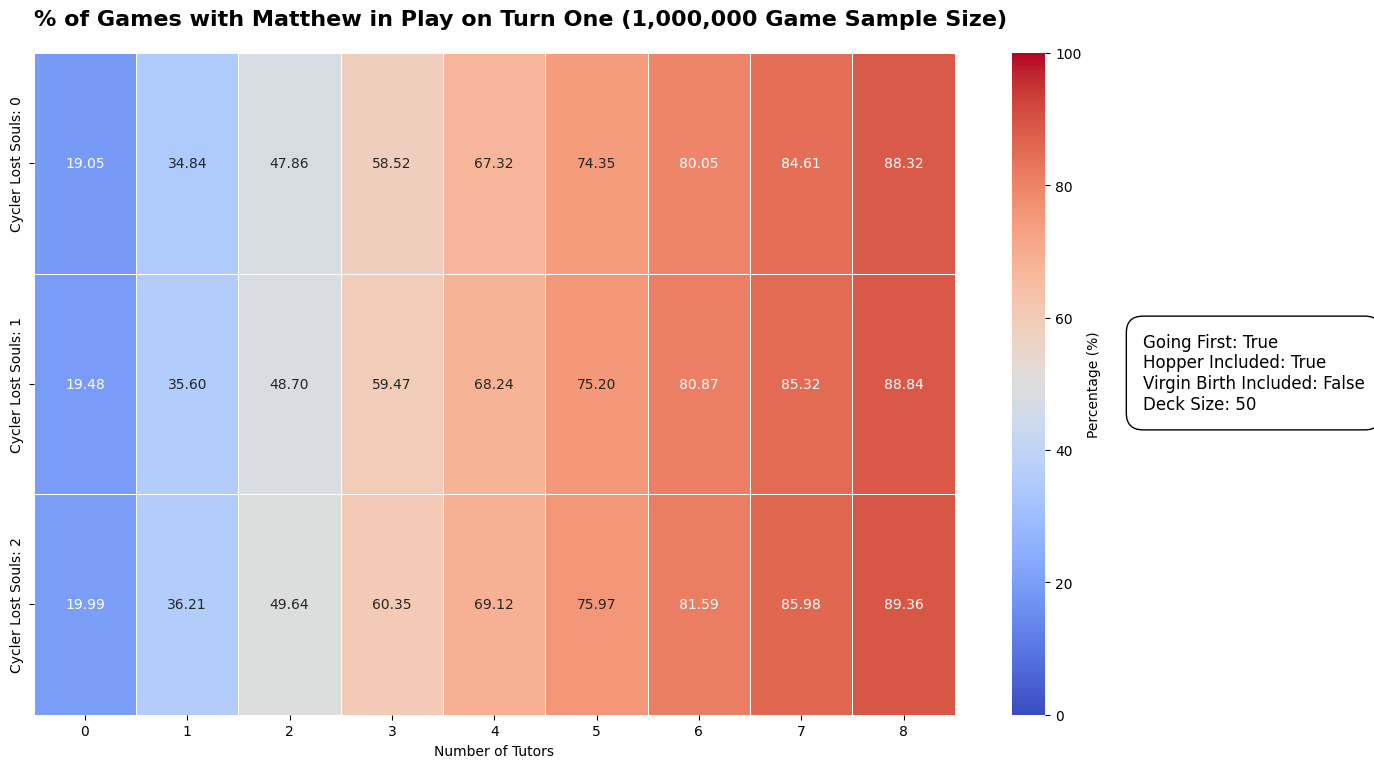 % of Games with Matthew in Play on Turn One (1,000,000 Game Sample Size)
Cycler Lost Souls: 0
19.05 34.84 47.86 58.52 67.32 74.35 80.05 84.61 88.32
Cycler Lost Souls: 1
19.48 35.60 48.70 59.47 68.24 75.20 80.87 85.32 88.84
Cycler Lost Souls: 2
19.99 36.21 49.64 60.35 69.12 75.97 81.59 85.98 89.36
0 1 2 3 4 5 6 7 8
Number of Tutors
100
80
60
40
20
0
Percentage (%)
Going First: True
Hopper Included: True
Virgin Birth Included: False
Deck Size: 50